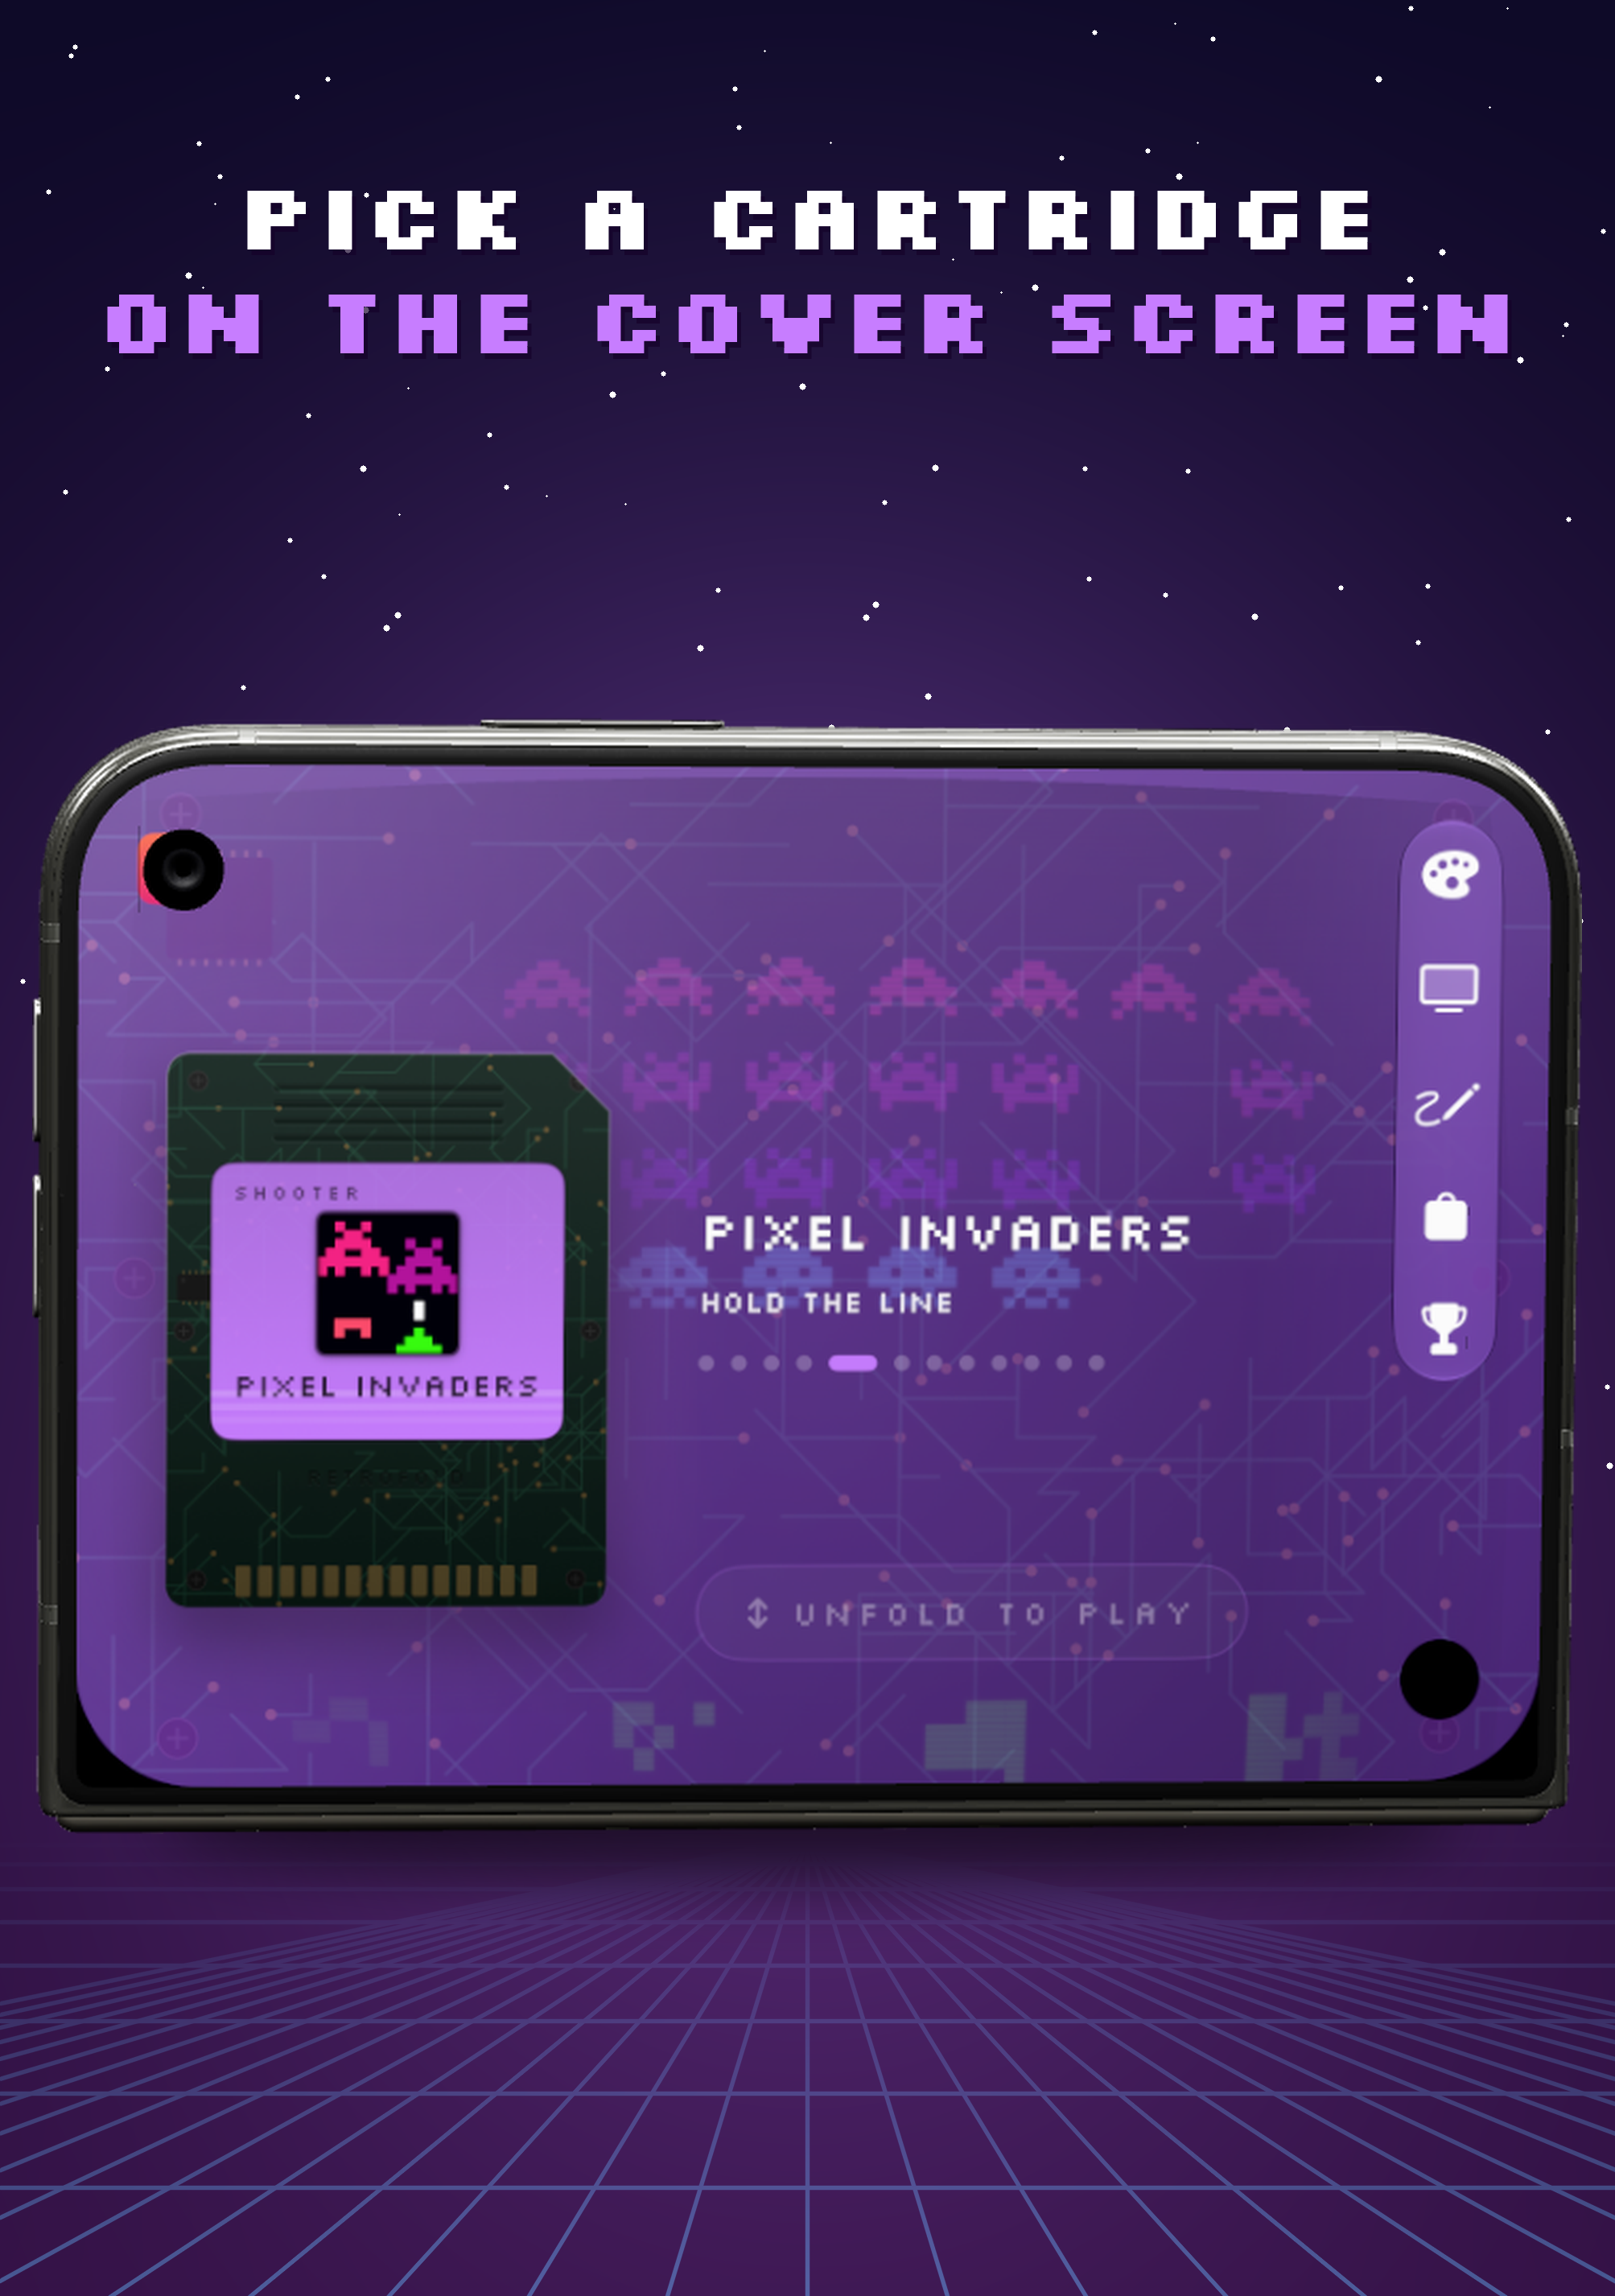 PICK A CARTRIDGE
ON THE COVER SCREEN
SHOOTER
PIXEL INVADERS
PIXEL INVADERS
HOLD THE LINE
UNFOLD TO PLAY